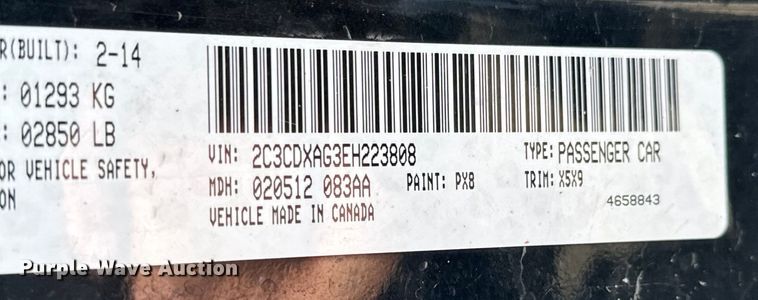 R(BUILT): 2-14
: 01293 KG
: 02850 LB
OR VEHICLE SAFETY,
ON
VIN: 2C3CDXAG3EH223808
TYPE: PASSENGER CAR
MDH: 020512 083AA
PAINT: PX8
TRIM: X5X9
VEHICLE MADE IN CANADA
4658843
Purple Wave Auction